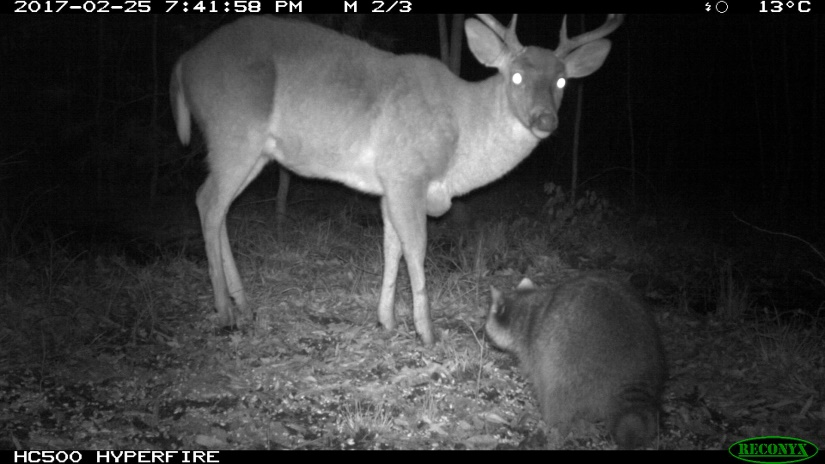 2017-02-25 7:41:58 PM M 2/3 13°C
HC500 HYPERFIRE
RECONYX